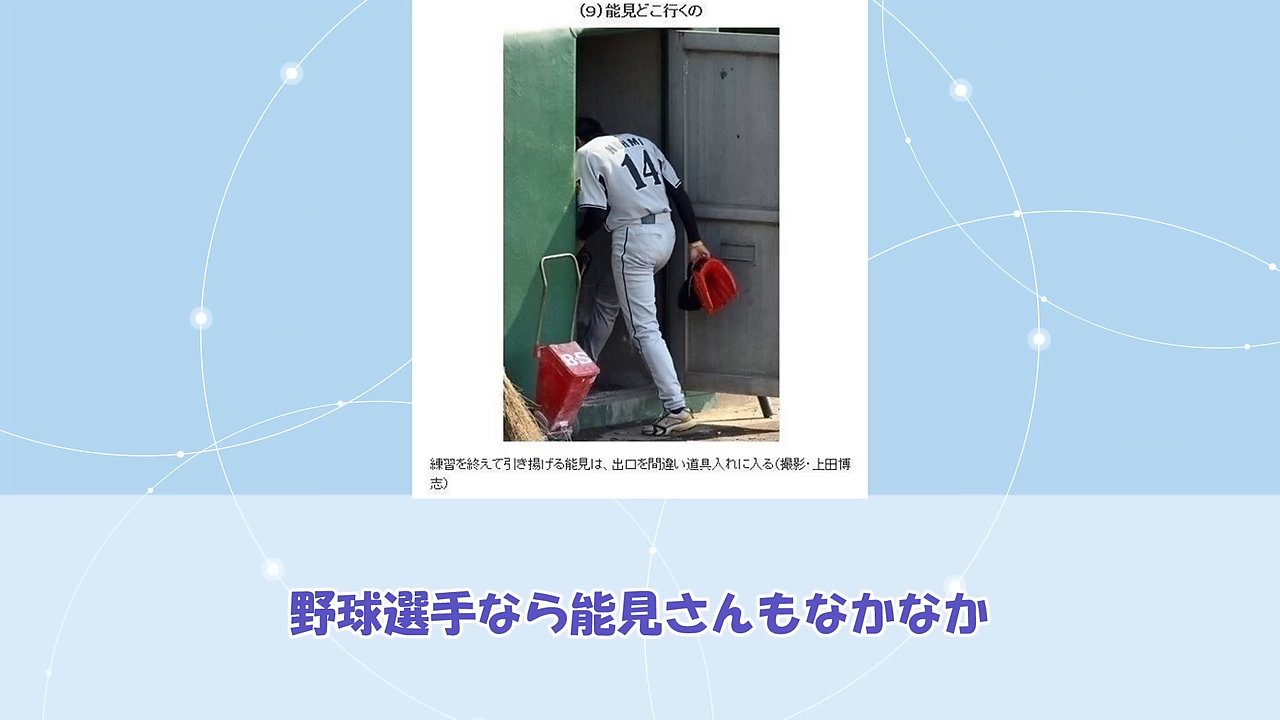 (9)能見どこ行くの
14
練習を終えて引き揚げる能見は、出口を間違い道具入れに入る(撮影・上田博
志)
野球選手なら能見さんもなかなか